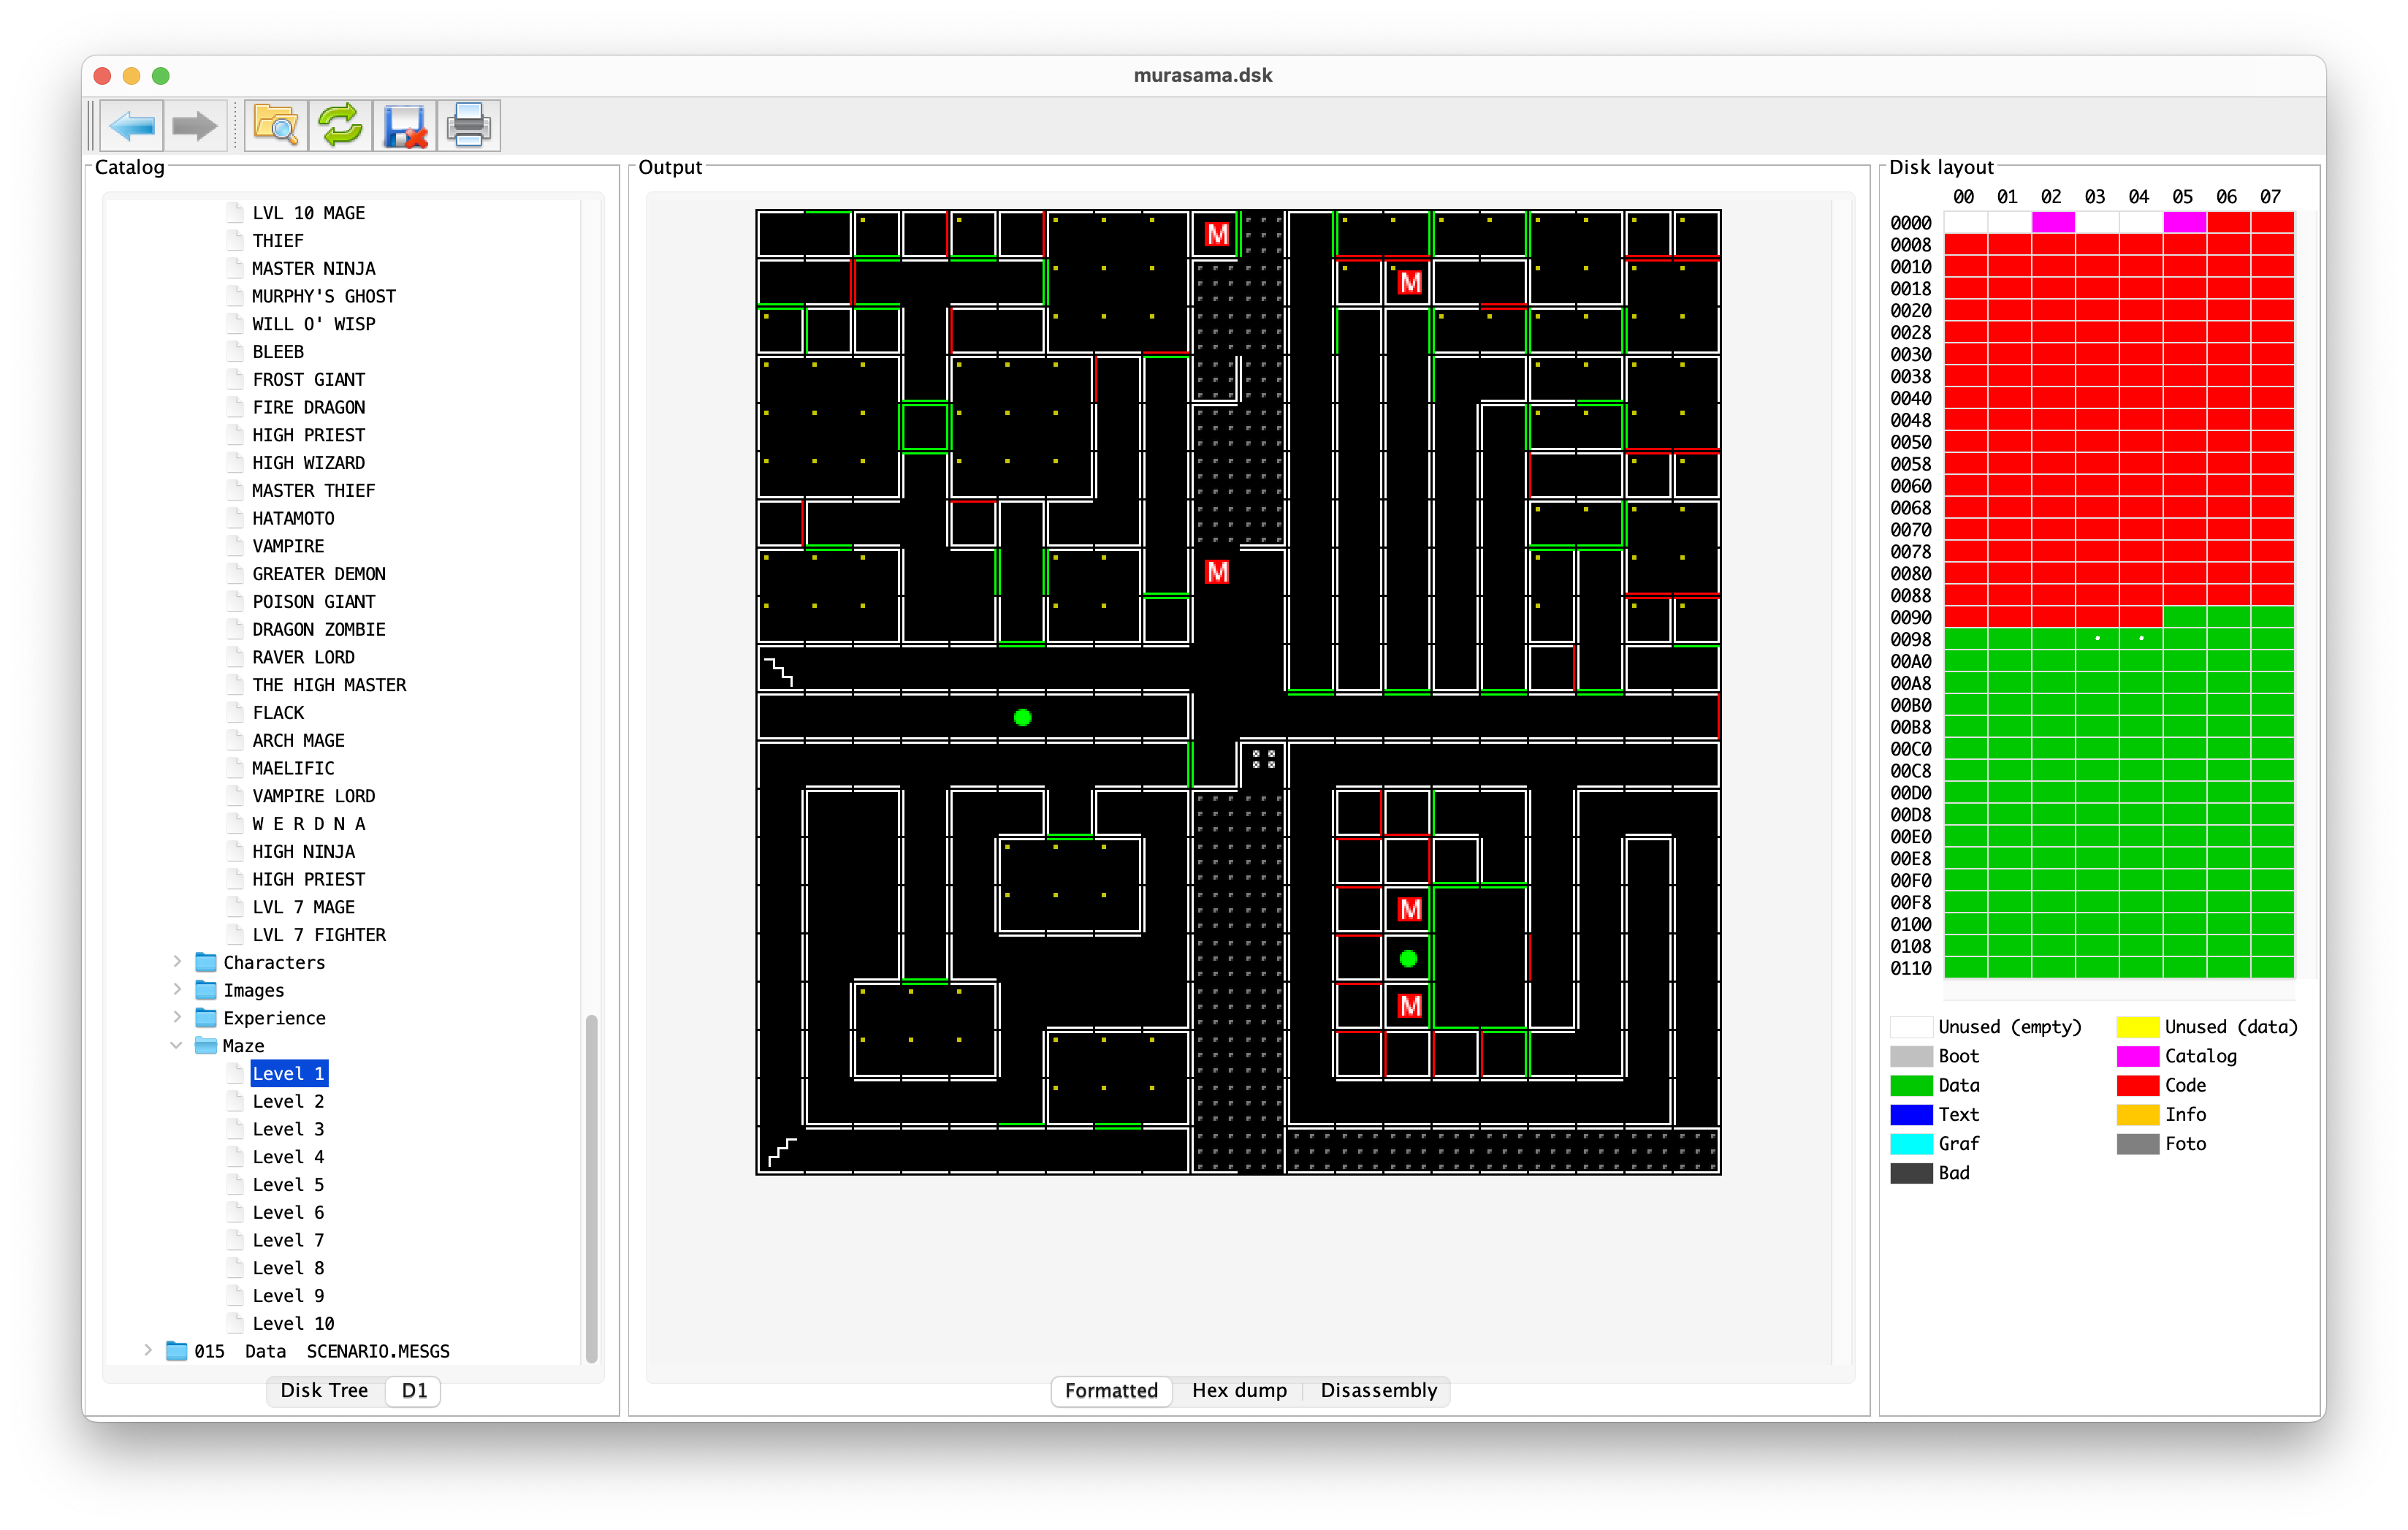 murasama.dsk
Catalog
LVL 10 MAGE
THIEF
MASTER NINJA
MURPHY'S GHOST
WILL O' WISP
BLEEB
FROST GIANT
FIRE DRAGON
HIGH PRIEST
HIGH WIZARD
MASTER THIEF
HATAMOTO
VAMPIRE
GREATER DEMON
POISON GIANT
DRAGON ZOMBIE
RAVER LORD
THE HIGH MASTER
FLACK
ARCH MAGE
MAELIFIC
VAMPIRE LORD
W E R D N A
HIGH NINJA
HIGH PRIEST
LVL 7 MAGE
LVL 7 FIGHTER
Characters
Images
Experience
Maze
Level 1
Level 2
Level 3
Level 4
Level 5
Level 6
Level 7
Level 8
Level 9
Level 10
015 Data SCENARIO.MESGS
Disk Tree D1
Output
M
M
M
M
M
Formatted Hex dump Disassembly
Disk layout
00 01 02 03 04 05 06 07
0000
0008
0010
0018
0020
0028
0030
0038
0040
0048
0050
0058
0060
0068
0070
0078
0080
0088
0090
0098
00A0
00A8
00B0
00B8
00C0
00C8
00D0
00D8
00E0
00E8
00F0
00F8
0100
0108
0110
Unused (empty) Unused (data)
Boot Catalog
Data Code
Text Info
Graf Foto
Bad